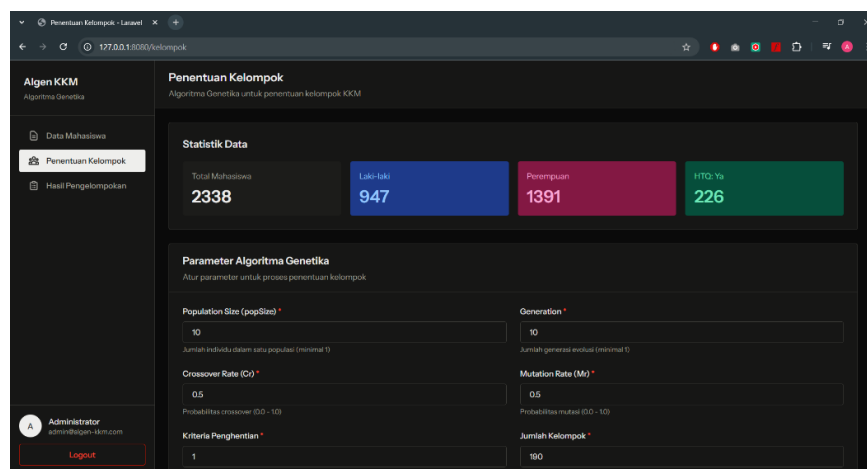 Penentuan Kelompok - Laravel
127.0.0.1:8080/kelompok
Algen KKM
Algoritma Genetika
Data Mahasiswa
Penentuan Kelompok
Hasil Pengelompokan
A
Administrator
admin@algen-kkm.com
Logout
Penentuan Kelompok
Algoritma Genetika untuk penentuan kelompok KKM
Statistik Data
Total Mahasiswa
2338
Laki-laki
947
Perempuan
1391
HTQ: Ya
226
Parameter Algoritma Genetika
Atur parameter untuk proses penentuan kelompok
Population Size (popSize) *
10
Jumlah individu dalam satu populasi (minimal 1)
Generation *
10
Jumlah generasi evolusi (minimal 1)
Crossover Rate (Cr) *
0.5
Probabilitas crossover (0.0 - 1.0)
Mutation Rate (Mr) *
0.5
Probabilitas mutasi (0.0 - 1.0)
Kriteria Penghentian *
1
Jumlah Kelompok *
190